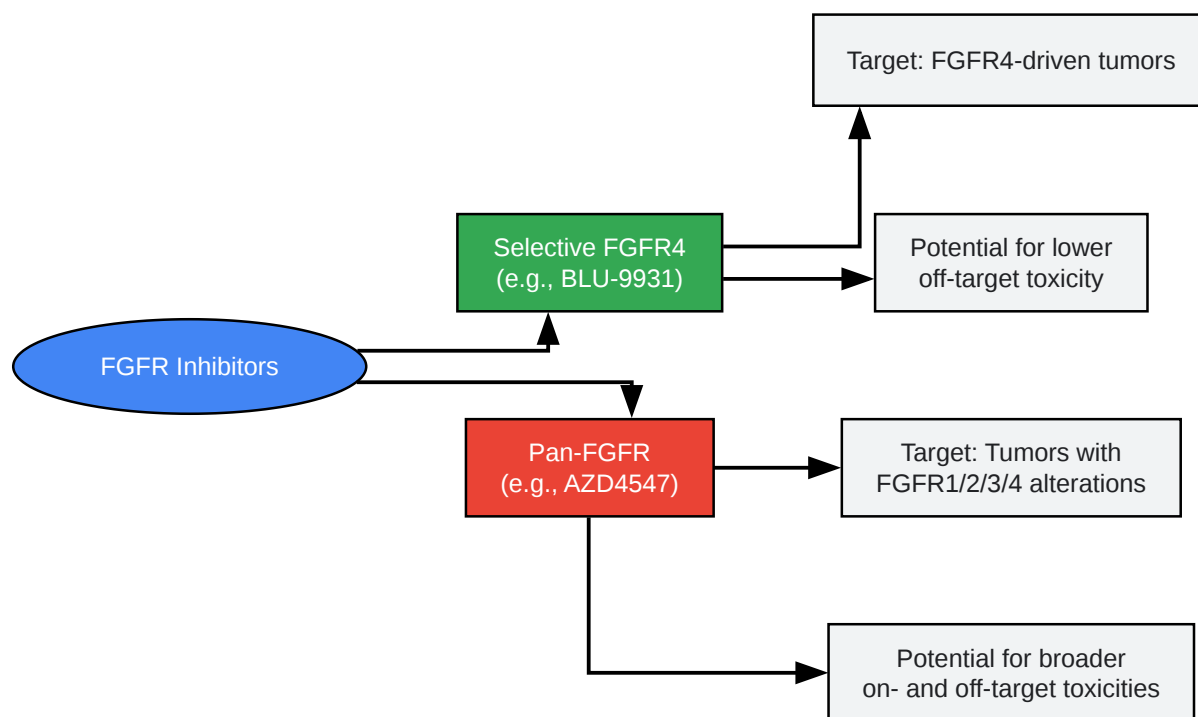 Target: FGFR4-driven tumors
Selective FGFR4
(e.g., BLU-9931)
Potential for lower
off-target toxicity
FGFR Inhibitors
Pan-FGFR
(e.g., AZD4547)
Target: Tumors with
FGFR1/2/3/4 alterations
Potential for broader
on- and off-target toxicities